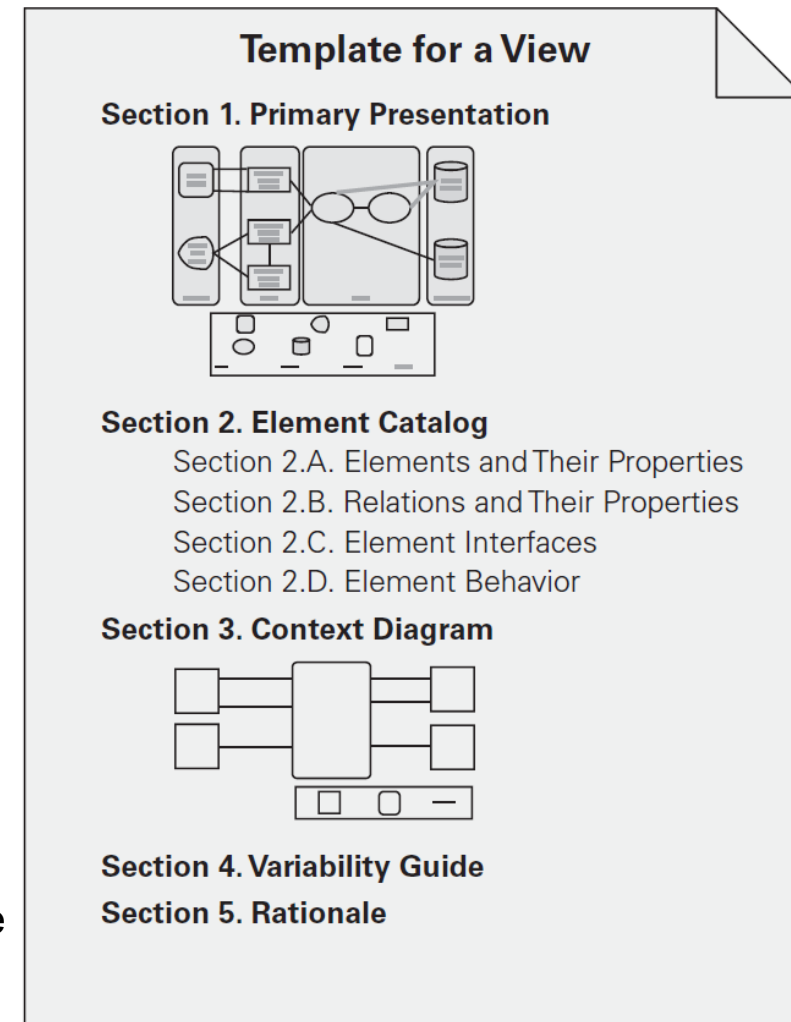 Template for a View
Section 1. Primary Presentation
Section 2. Element Catalog
Section 2.A. Elements and Their Properties
Section 2.B. Relations and Their Properties
Section 2.C. Element Interfaces
Section 2.D. Element Behavior
Section 3. Context Diagram
Section 4. Variability Guide
Section 5. Rationale
e